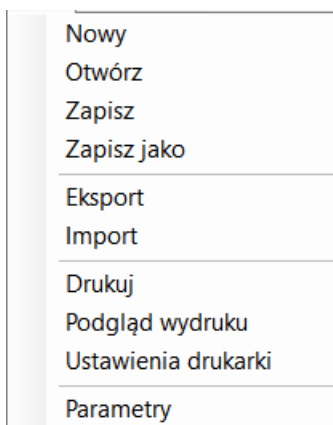 Nowy
Otwórz
Zapisz
Zapisz jako
Eksport
Import
Drukuj
Podgląd wydruku
Ustawienia drukarki
Parametry